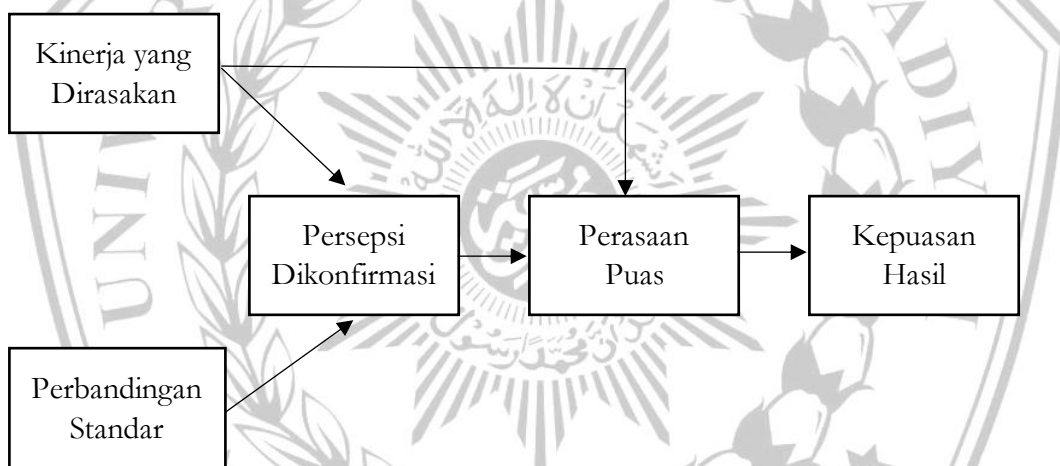 Kinerja yang
Dirasakan
Persepsi
Dikonfirmasi
Perasaan
Puas
Kepuasan
Hasil
Perbandingan
Standar